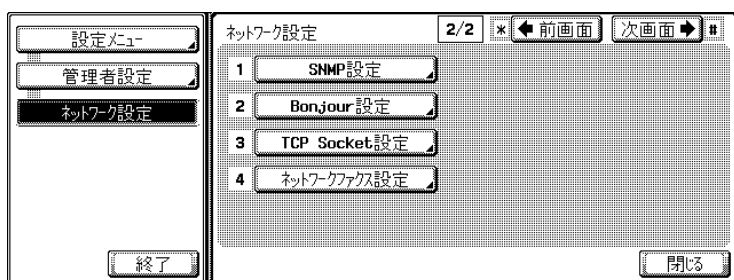 設定メニュー
管理者設定
ネットワーク設定
終了
ネットワーク設定
2/2
* ← 前画面
次画面 → #
1 SNMP設定
2 Bonjour設定
3 TCP Socket設定
4 ネットワークファクス設定
閉じる